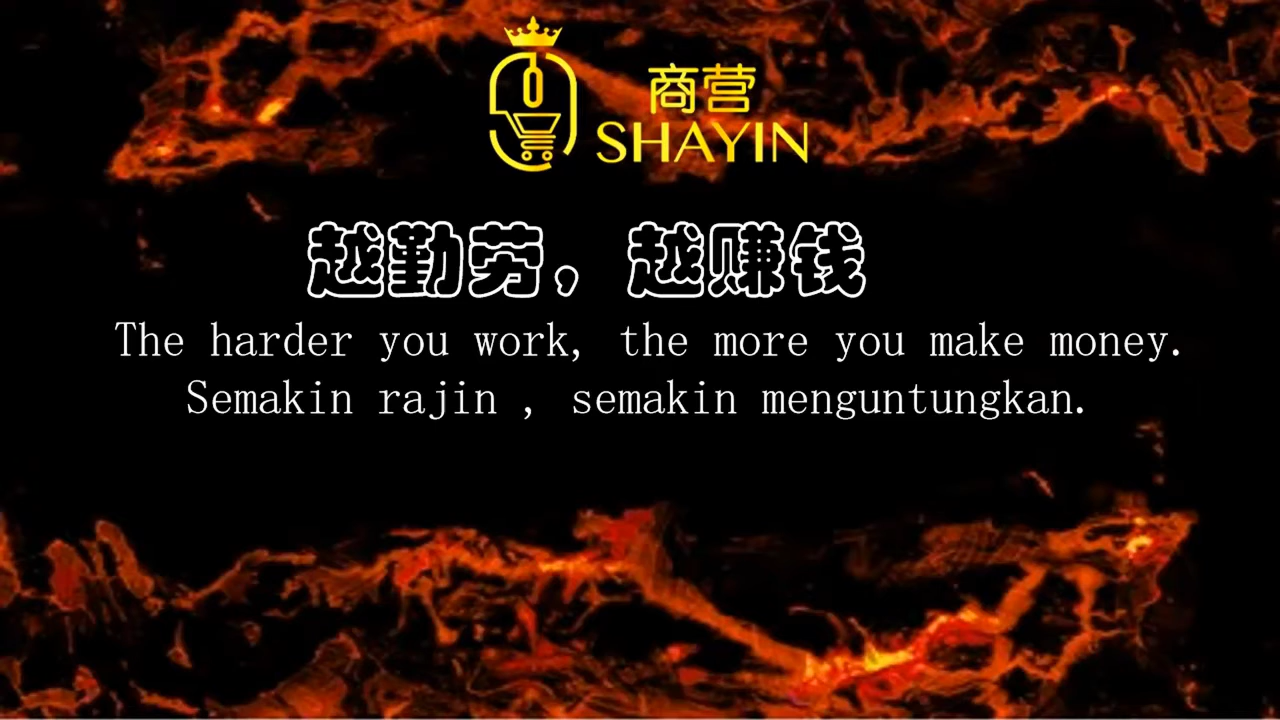 商营
SHAYIN
越勤劳，越赚钱
The harder you work, the more you make money.
Semakin rajin , semakin menguntungkan.